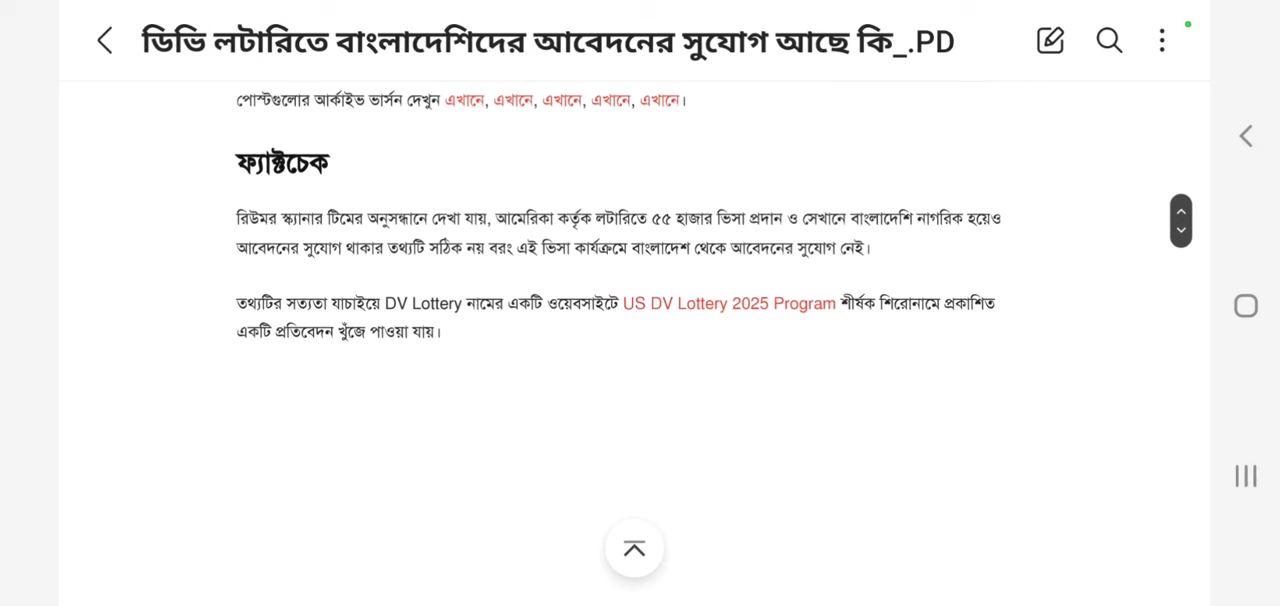 ডিভি লটারিতে বাংলাদেশিদের আবেদনের সুযোগ আছে কি_.PD
পোস্টগুলোর আর্কাইভ ভার্সন দেখুন এখানে, এখানে, এখানে, এখানে, এখানে।
ফ্যাক্টচেক
রিউমর স্ক্যানার টিমের অনুসন্ধানে দেখা যায়, আমেরিকা কর্তৃক লটারিতে ৫৫ হাজার ভিসা প্রদান ও সেখানে বাংলাদেশি নাগরিক হয়েও
আবেদনের সুযোগ থাকার তথ্যটি সঠিক নয় বরং এই ভিসা কার্যক্রমে বাংলাদেশ থেকে আবেদনের সুযোগ নেই।
তথ্যটির সত্যতা যাচাইয়ে DV Lottery নামের একটি ওয়েবসাইটে US DV Lottery 2025 Program শীর্ষক শিরোনামে প্রকাশিত
একটি প্রতিবেদন খুঁজে পাওয়া যায়।